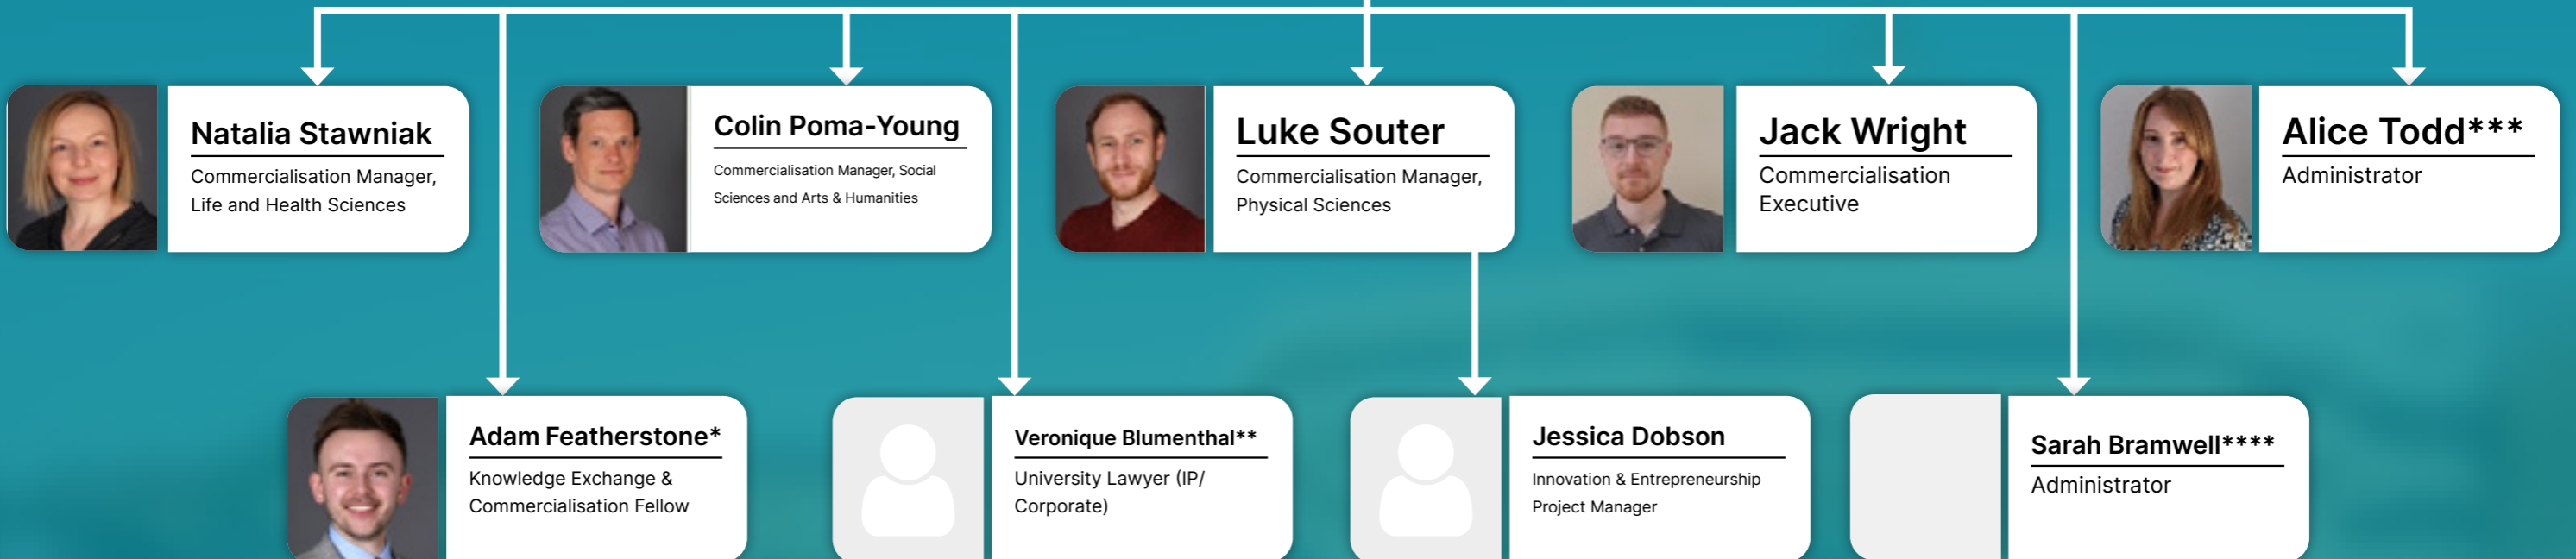 Natalia Stawniak
Commercialisation Manager,
Life and Health Sciences
Colin Poma-Young
Commercialisation Manager, Social
Sciences and Arts & Humanities
Luke Souter
Commercialisation Manager,
Physical Sciences
Jack Wright
Commercialisation
Executive
Alice Todd***
Administrator
Adam Featherstone*
Knowledge Exchange &
Commercialisation Fellow
Veronique Blumenthal**
University Lawyer (IP/
Corporate)
Jessica Dobson
Innovation & Entrepreneurship
Project Manager
Sarah Bramwell****
Administrator